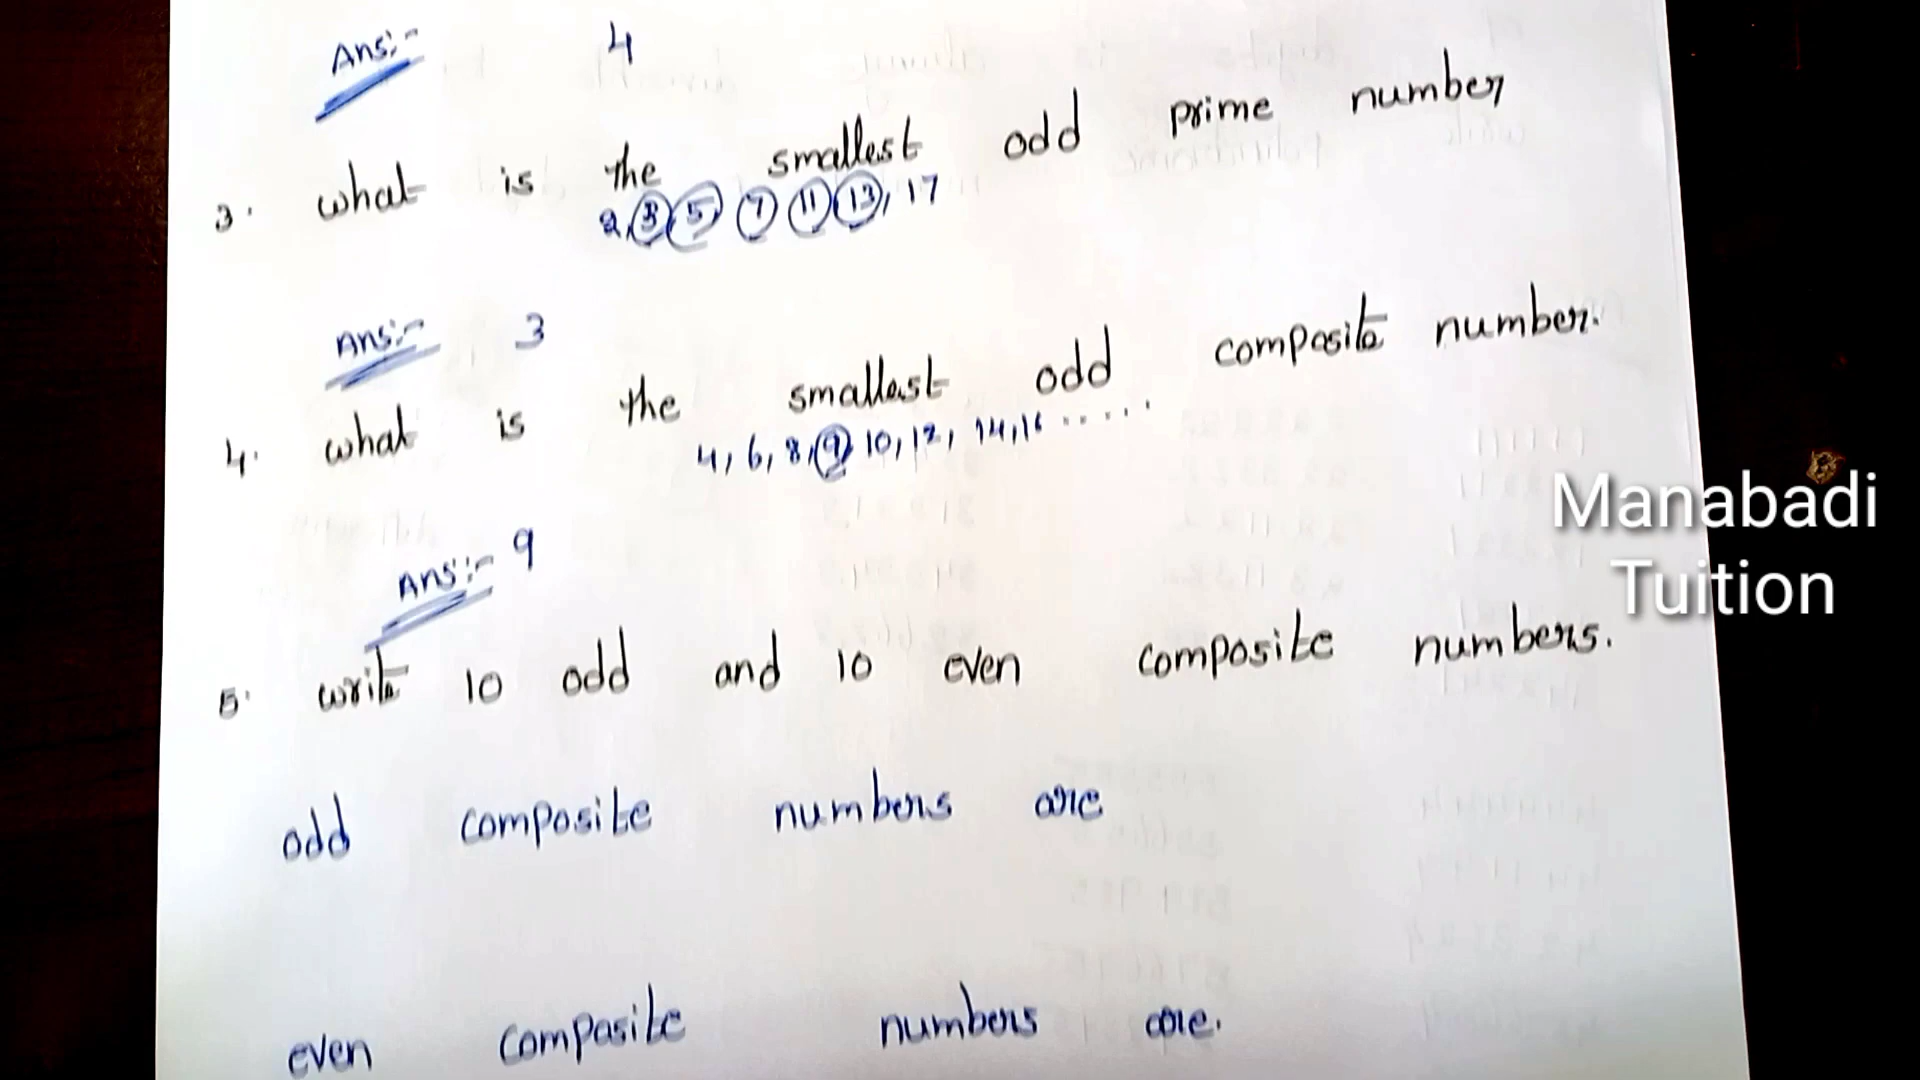 Ans:- 4
3. what is the smallest odd prime number
2, 3 5 7 11 13, 17
Ans:- 3
4. what is the smallest odd composite number.
4, 6, 8, 9, 10, 12, 14, 16 .....
Ans:- 9
5. write 10 odd and 10 even composite numbers.
odd composite numbers are
even composite numbers are.
Manabadi
Tuition